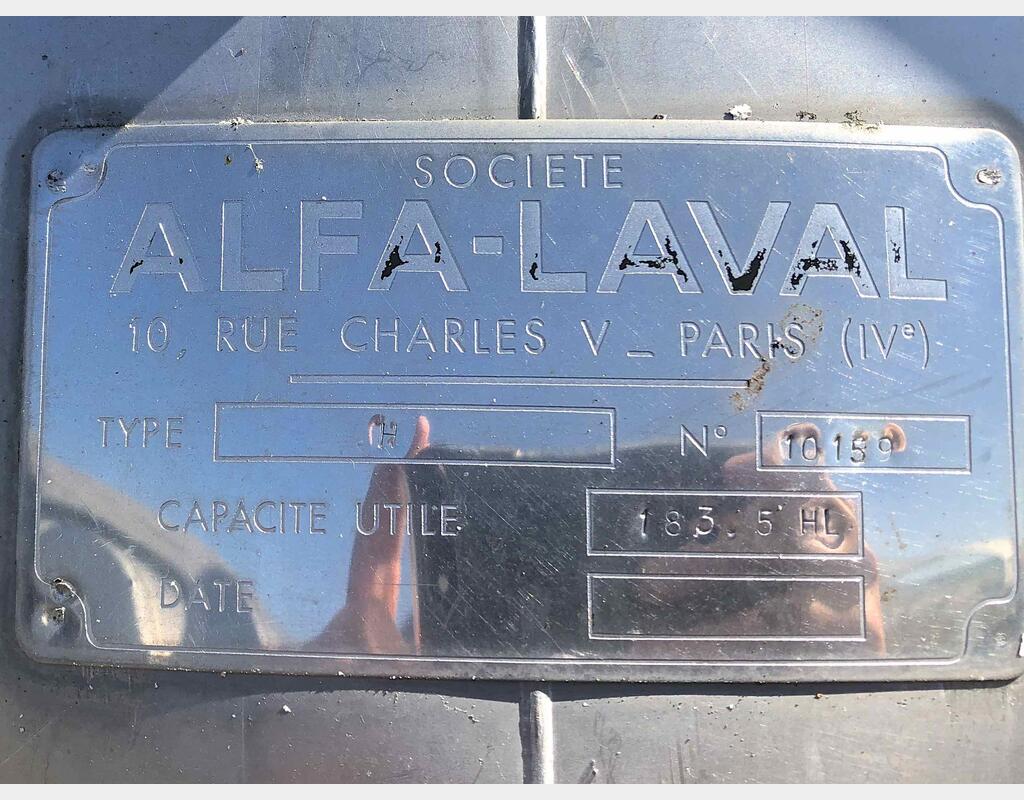 SOCIETE
ALFA-LAVAL
10, RUE CHARLES V _ PARIS (IVe)
TYPE H N° 10159
CAPACITE UTILE 183.5 HL
DATE